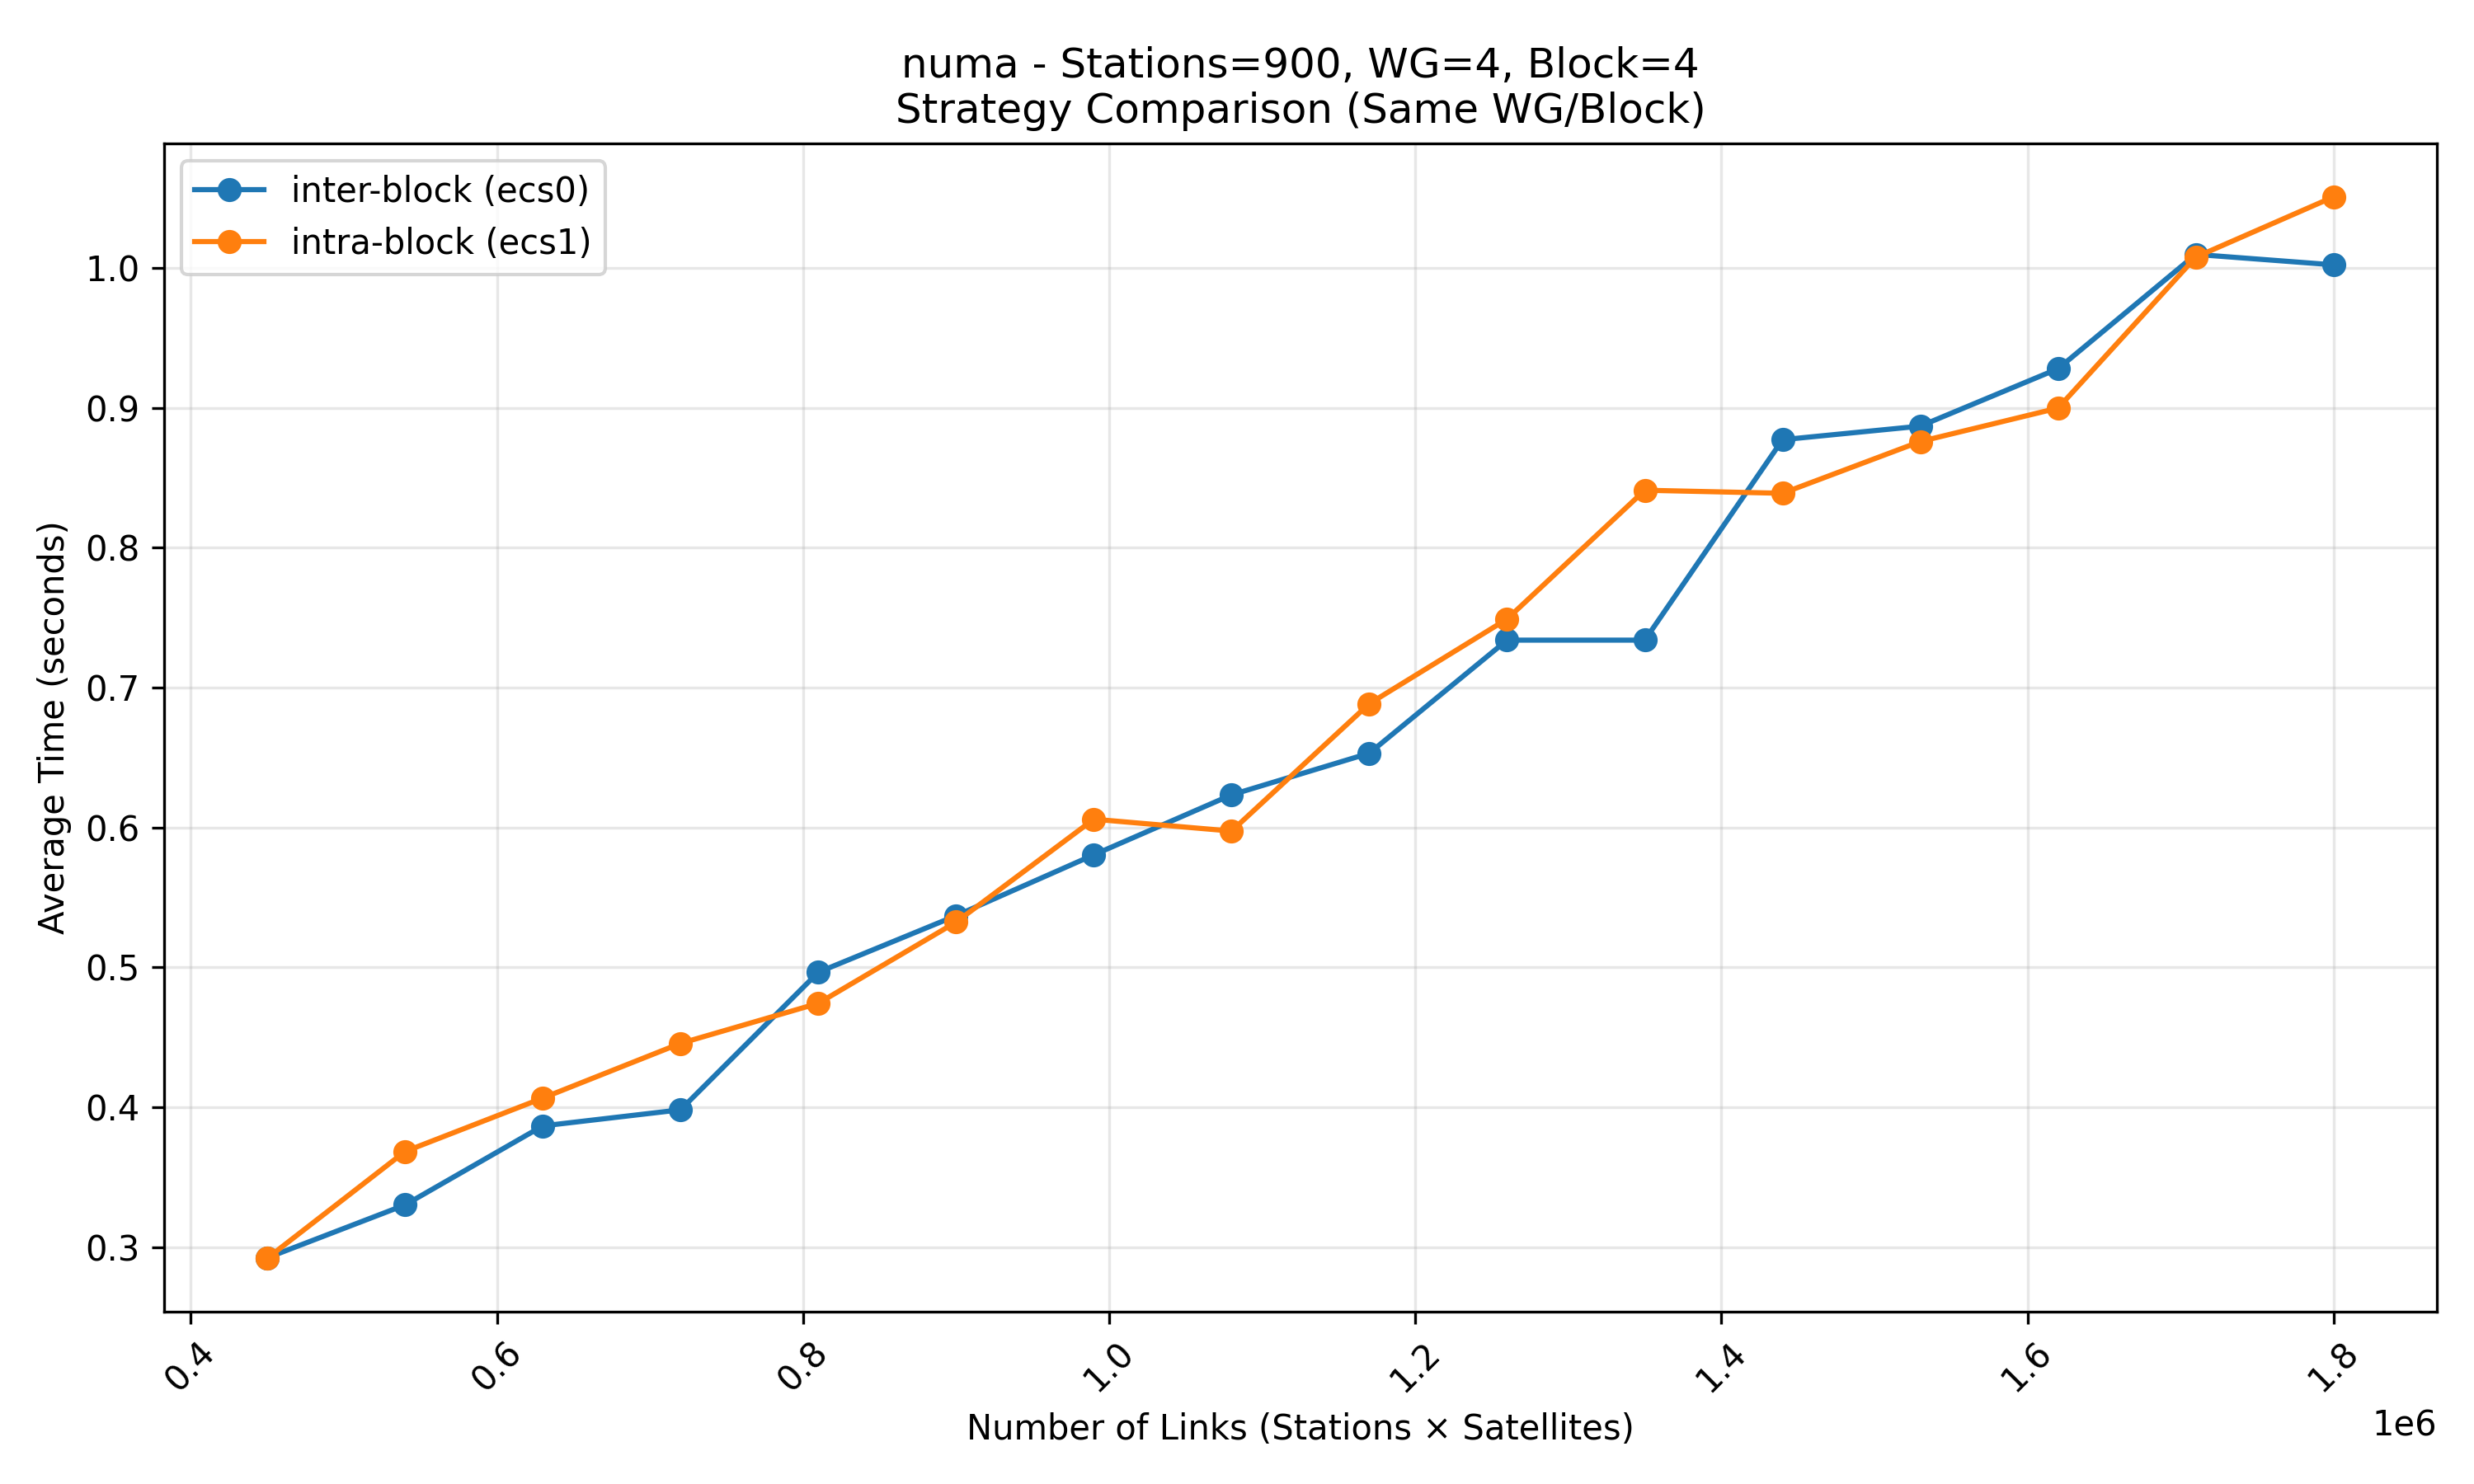 numa - Stations=900, WG=4, Block=4
Strategy Comparison (Same WG/Block)
inter-block (ecs0)
intra-block (ecs1)
Average Time (seconds)
1.0
0.9
0.8
0.7
0.6
0.5
0.4
0.3
0.4
0.6
0.8
1.0
1.2
1.4
1.6
1.8
1e6
Number of Links (Stations × Satellites)